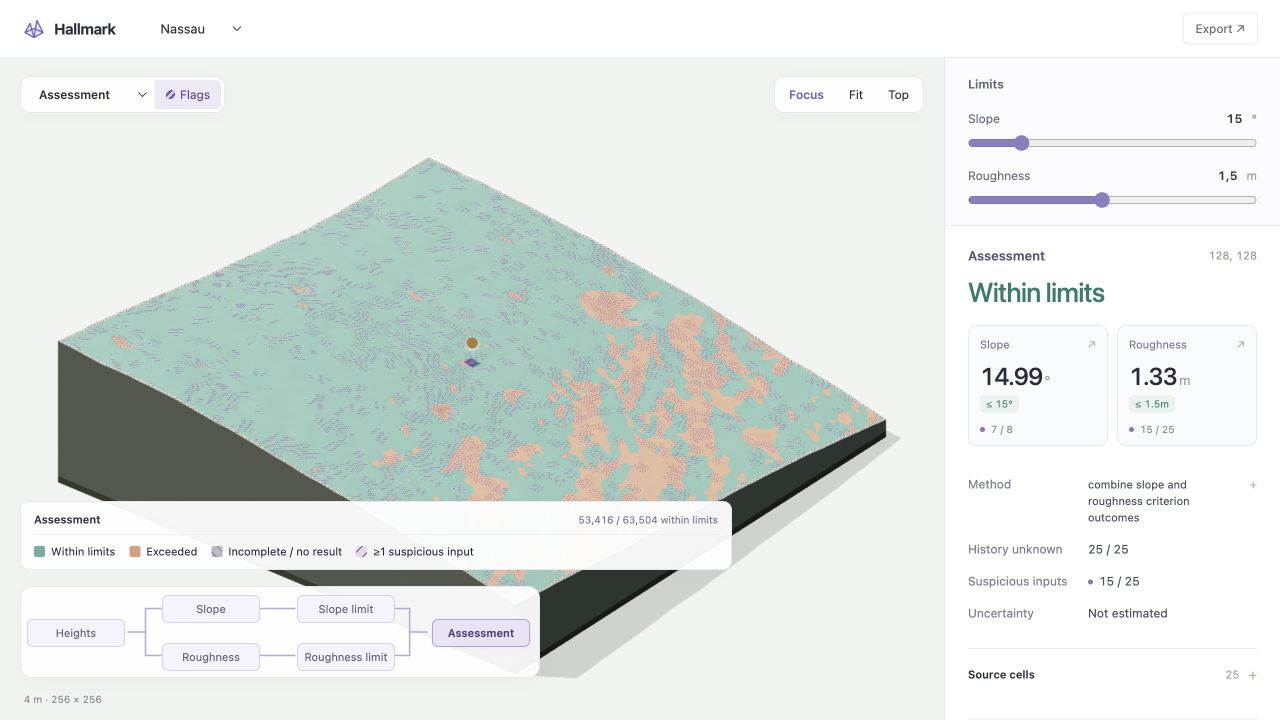 Hallmark
Nassau
Export ↗
Assessment
Flags
Focus
Fit
Top
Limits
Slope
15 °
Roughness
1,5 m
Assessment
128, 128
Within limits
Slope ↗
14.99°
≤ 15°
7 / 8
Roughness ↗
1.33 m
≤ 1.5m
15 / 25
Method
combine slope and
roughness criterion
outcomes
+
History unknown
25 / 25
Suspicious inputs
15 / 25
Uncertainty
Not estimated
Source cells
25 +
Assessment
53,416 / 63,504 within limits
Within limits
Exceeded
Incomplete / no result
≥1 suspicious input
Heights
Slope
Slope limit
Roughness
Roughness limit
Assessment
4 m · 256 × 256